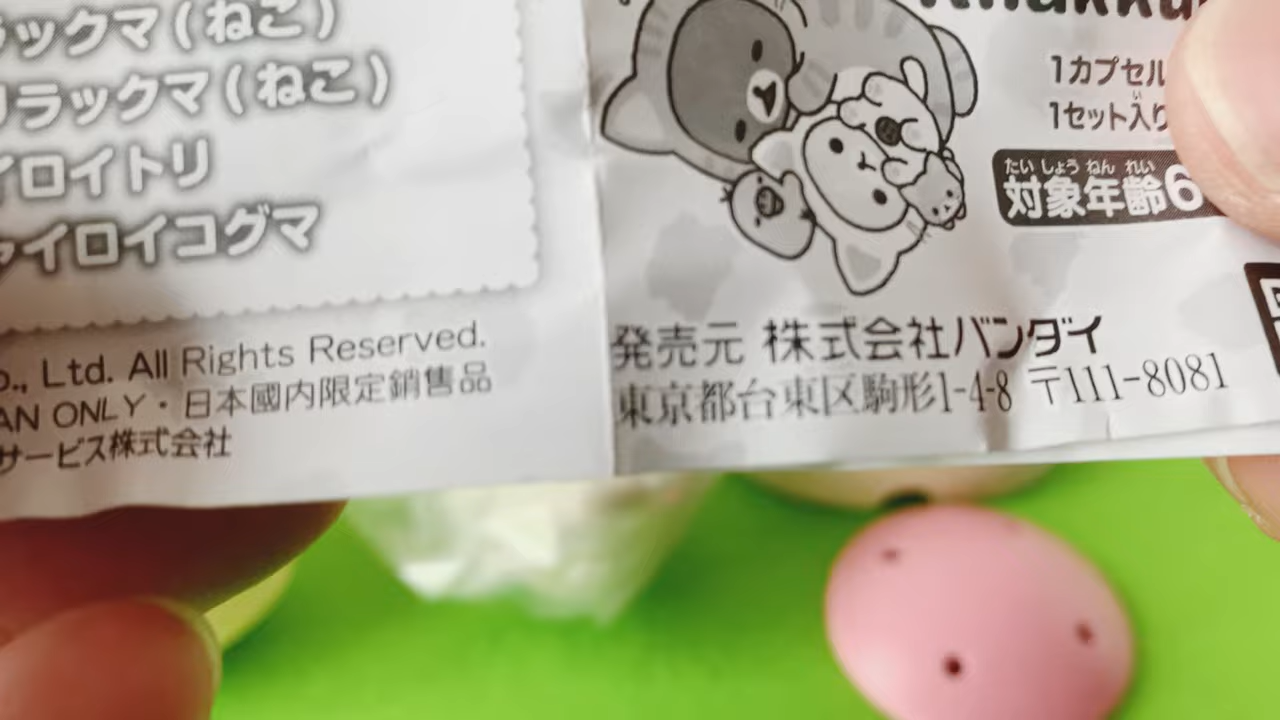 ラックマ(ねこ)
リラックマ(ねこ)
イロイトリ
ャイロイコグマ
o., Ltd. All Rights Reserved.
AN ONLY・日本國内限定銷售品
サービス株式会社
1カプセル
1セット入り
い
たい しょう ねん れい
対象年齢6
発売元 株式会社バンダイ
東京都台東区駒形1-4-8 〒111-8081